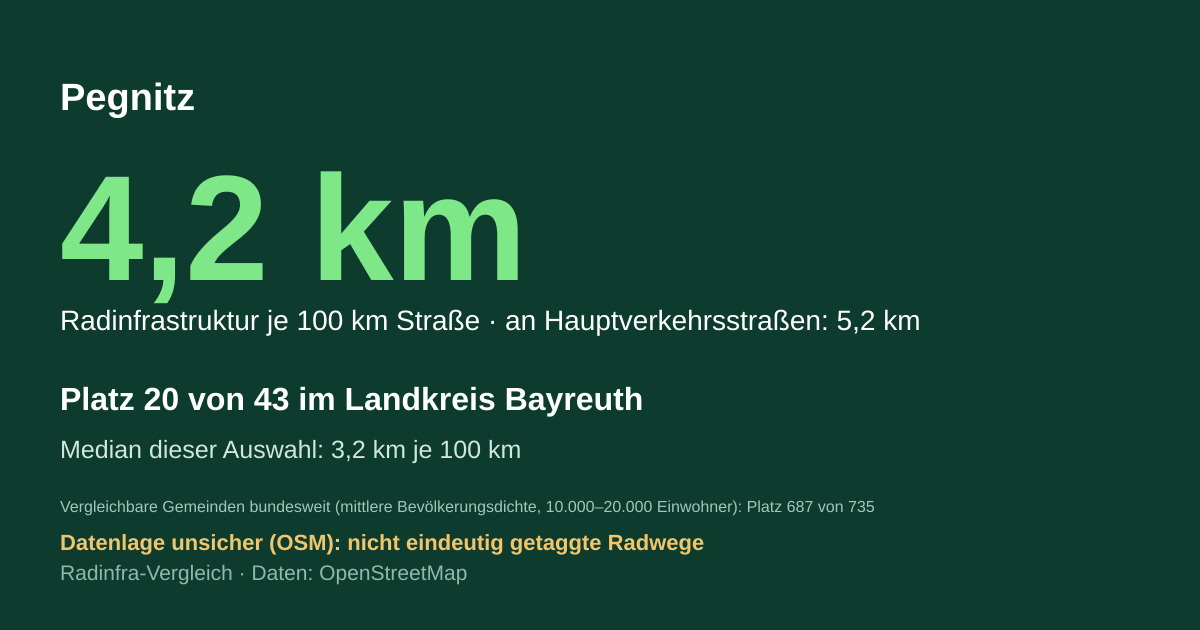 Pegnitz
4,2 km
Radinfrastruktur je 100 km Straße · an Hauptverkehrsstraßen: 5,2 km
Platz 20 von 43 im Landkreis Bayreuth
Median dieser Auswahl: 3,2 km je 100 km
Vergleichbare Gemeinden bundesweit (mittlere Bevölkerungsdichte, 10.000–20.000 Einwohner): Platz 687 von 735
Datenlage unsicher (OSM): nicht eindeutig getaggte Radwege
Radinfra-Vergleich · Daten: OpenStreetMap